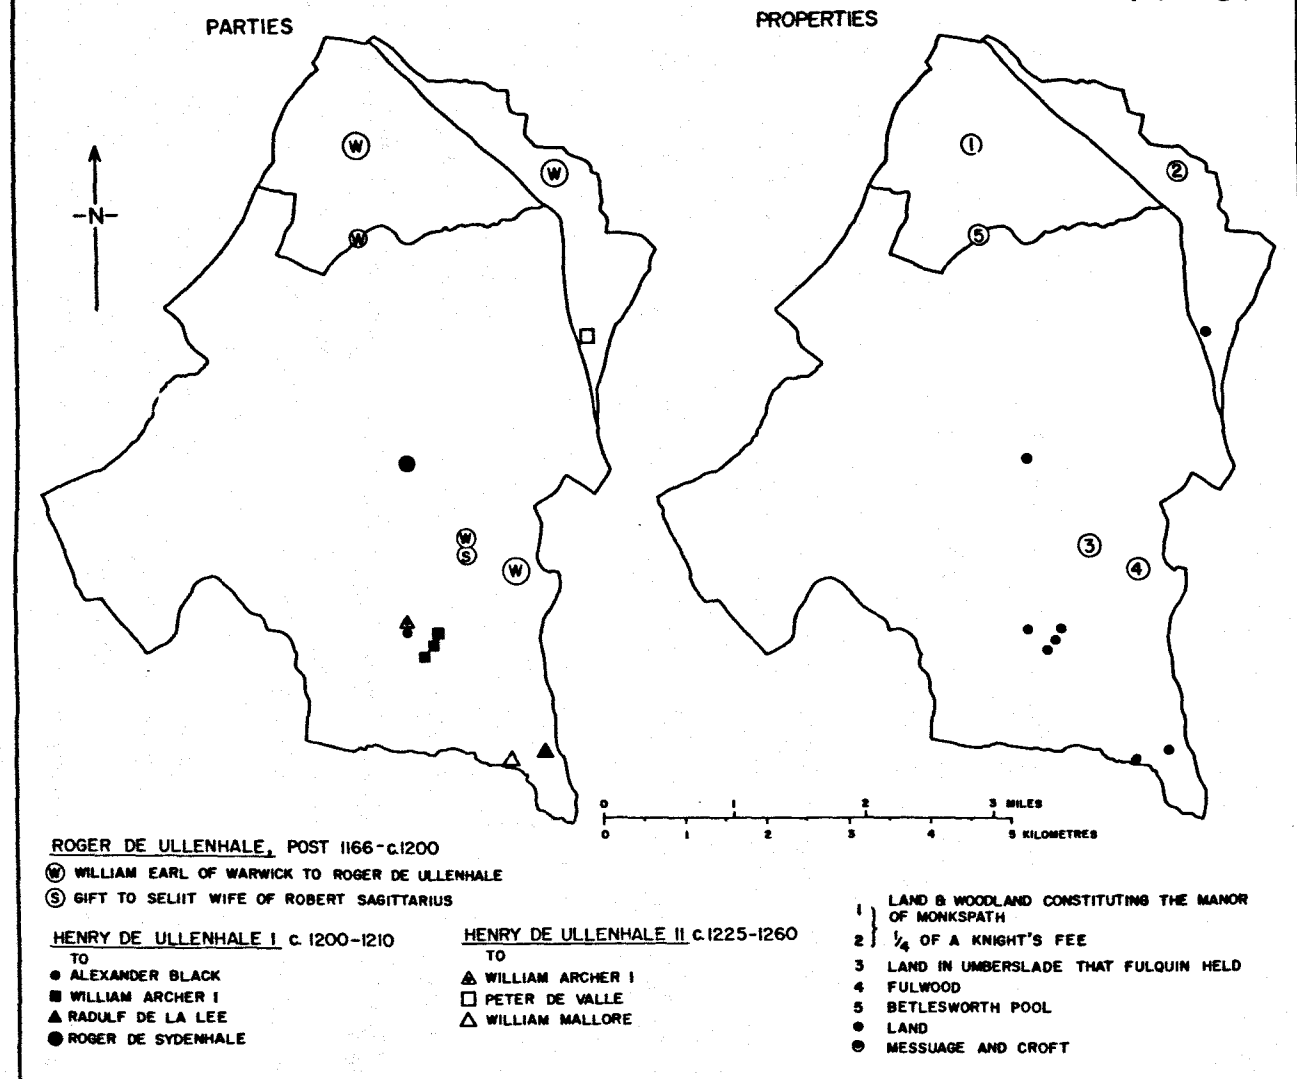 PARTIES
PROPERTIES
N
W
W
W
W
S
W
1
2
5
3
4
0 1 2 3 MILES
0 1 2 3 4 5 KILOMETRES
ROGER DE ULLENHALE, POST 1166-c.1200
W WILLIAM EARL OF WARWICK TO ROGER DE ULLENHALE
S GIFT TO SELIIT WIFE OF ROBERT SAGITTARIUS
HENRY DE ULLENHALE I c. 1200-1210
TO
ALEXANDER BLACK
WILLIAM ARCHER I
RADULF DE LA LEE
ROGER DE SYDENHALE
HENRY DE ULLENHALE II c.1225-1260
TO
WILLIAM ARCHER I
PETER DE VALLE
WILLIAM MALLORE
1 LAND & WOODLAND CONSTITUTING THE MANOR
OF MONKSPATH
2 1/4 OF A KNIGHT'S FEE
3 LAND IN UMBERSLADE THAT FULQUIN HELD
4 FULWOOD
5 BETLESWORTH POOL
LAND
MESSUAGE AND CROFT